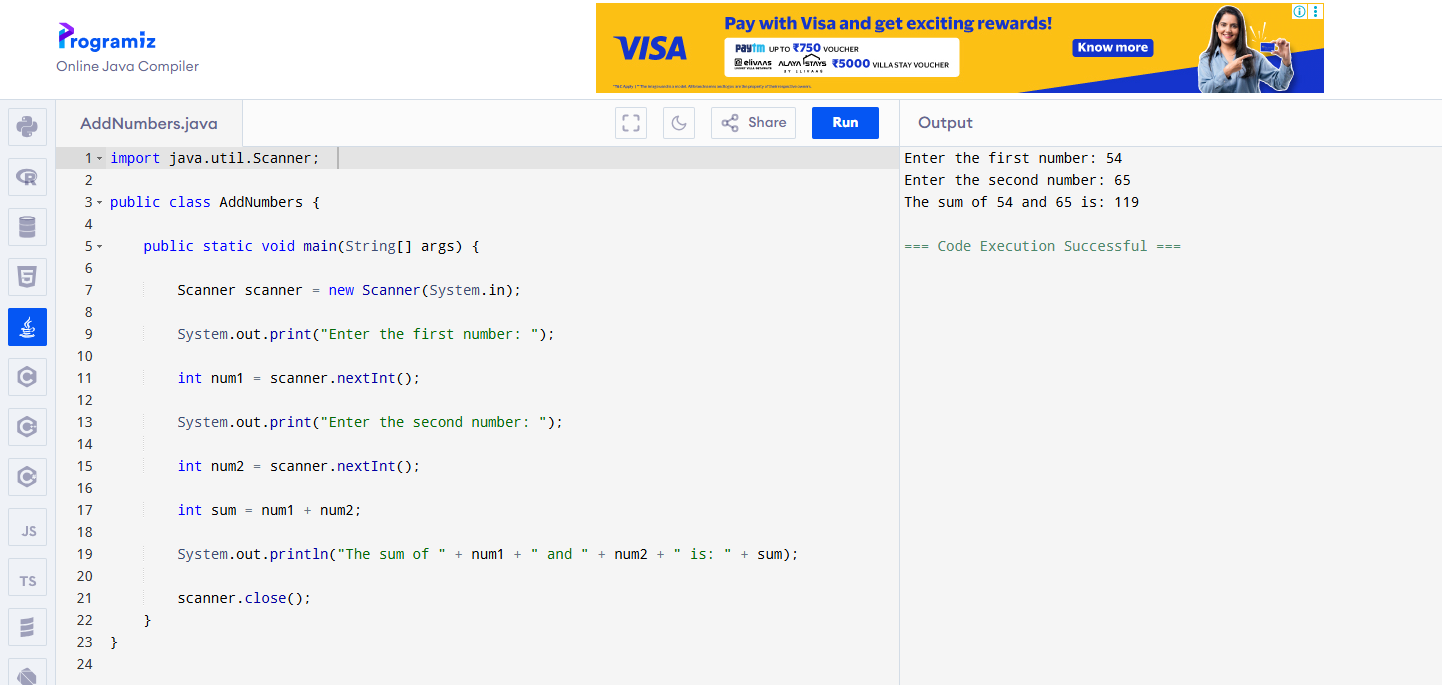 Programiz
Online Java Compiler
VISA
Pay with Visa and get exciting rewards!
Paytm UP TO ₹750 VOUCHER
elivaas ALAYA STAYS BY ELIVAAS ₹5000 VILLA STAY VOUCHER
Know more
AddNumbers.java
Share
Run
Output
1 import java.util.Scanner;
2
3 public class AddNumbers {
4
5     public static void main(String[] args) {
6
7         Scanner scanner = new Scanner(System.in);
8
9         System.out.print("Enter the first number: ");
10
11         int num1 = scanner.nextInt();
12
13         System.out.print("Enter the second number: ");
14
15         int num2 = scanner.nextInt();
16
17         int sum = num1 + num2;
18
19         System.out.println("The sum of " + num1 + " and " + num2 + " is: " + sum);
20
21         scanner.close();
22     }
23 }
24
Enter the first number: 54
Enter the second number: 65
The sum of 54 and 65 is: 119
=== Code Execution Successful ===
R
5
C
C
C
JS
TS